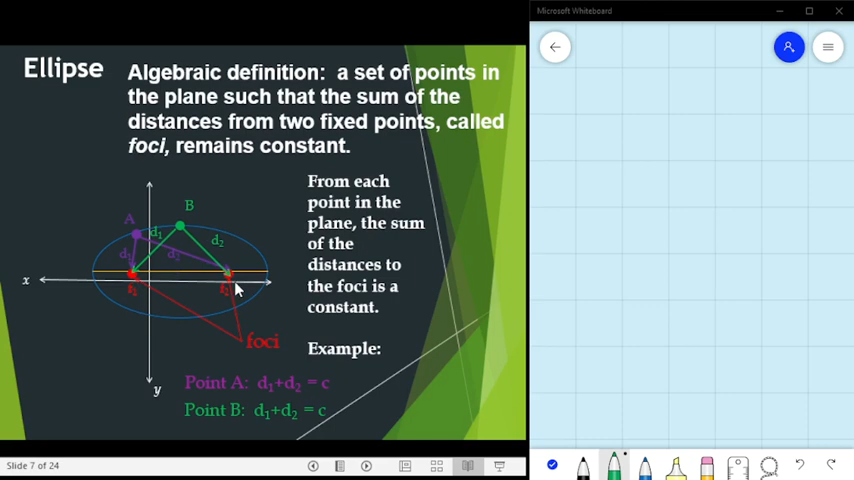 Microsoft Whiteboard
Ellipse
Algebraic definition: a set of points in
the plane such that the sum of the
distances from two fixed points, called
foci, remains constant.
From each
point in the
plane, the sum
of the
distances to
the foci is a
constant.
Example:
B
A
d1
d2
d1
d2
x
foci
y
Point A: d1+d2 = c
Point B: d1+d2 = c
Slide 7 of 24